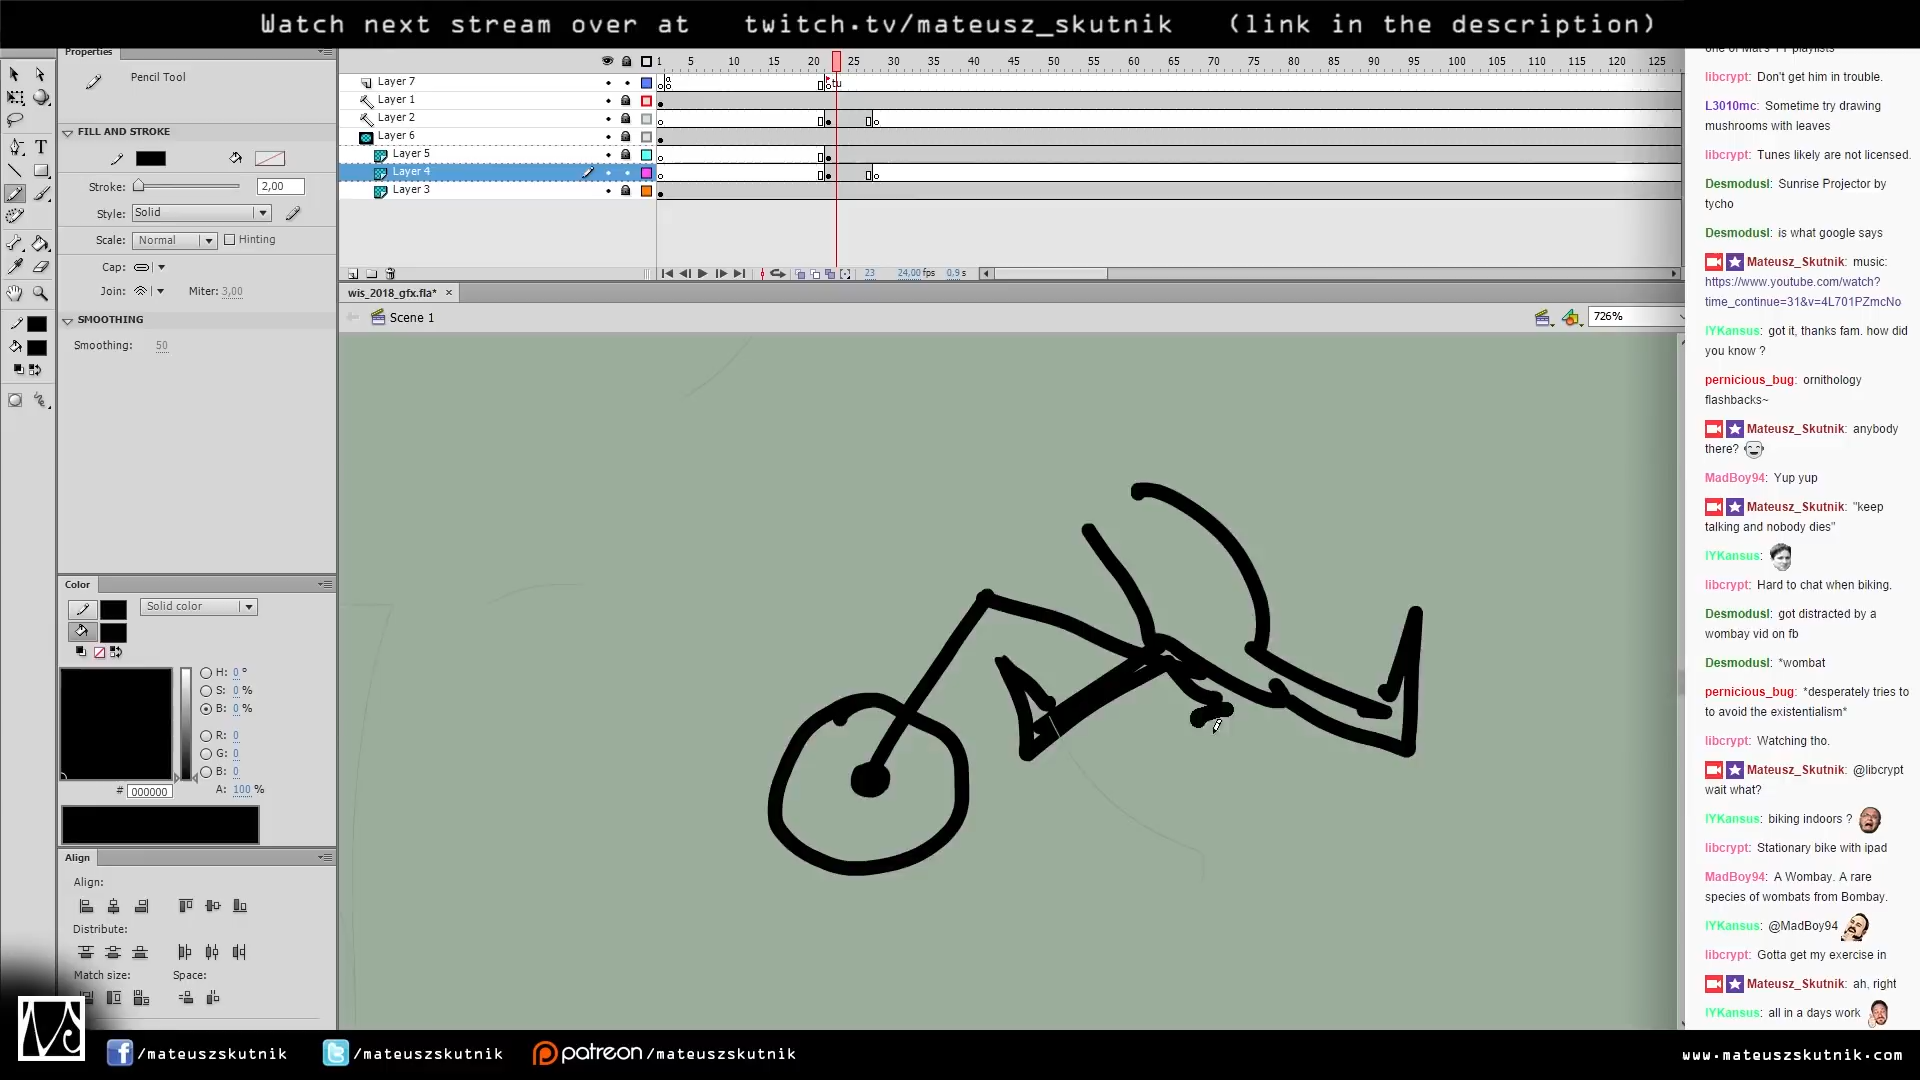 Watch next stream over at twitch.tv/mateusz_skutnik (link in the description)
Properties
Pencil Tool
FILL AND STROKE
Stroke: 2,00
Style: Solid
Scale: Normal Hinting
Cap:
Join: Miter: 3,00
SMOOTHING
Smoothing: 50
Color
Solid color
H: 0 °
S: 0 %
B: 0 %
R: 0
G: 0
B: 0
# 000000 A: 100 %
Align
Align:
Distribute:
Match size: Space:
1 5 10 15 20 25 30 35 40 45 50 55 60 65 70 75 80 85 90 95 100 105 110 115 120 125
Layer 7
Layer 1
Layer 2
Layer 6
Layer 5
Layer 4
Layer 3
23 24,00 fps 0,9 s
wis_2018_gfx.fla* ×
Scene 1
726%
one of Mat's YT playlists
libcrypt: Don't get him in trouble.
L3010mc: Sometime try drawing
mushrooms with leaves
libcrypt: Tunes likely are not licensed.
Desmodusl: Sunrise Projector by
tycho
Desmodusl: is what google says
Mateusz_Skutnik: music:
https://www.youtube.com/watch?
time_continue=31&v=4L701PZmcNo
IYKansus: got it, thanks fam. how did
you know ?
pernicious_bug: ornithology
flashbacks~
Mateusz_Skutnik: anybody
there?
MadBoy94: Yup yup
Mateusz_Skutnik: "keep
talking and nobody dies"
IYKansus:
libcrypt: Hard to chat when biking.
Desmodusl: got distracted by a
wombay vid on fb
Desmodusl: *wombat
pernicious_bug: *desperately tries to
to avoid the existentialism*
libcrypt: Watching tho.
Mateusz_Skutnik: @libcrypt
wait what?
IYKansus: biking indoors ?
libcrypt: Stationary bike with ipad
MadBoy94: A Wombay. A rare
species of wombats from Bombay.
IYKansus: @MadBoy94
libcrypt: Gotta get my exercise in
Mateusz_Skutnik: ah, right
IYKansus: all in a days work
/mateuszskutnik /mateuszskutnik patreon/mateuszskutnik www.mateuszskutnik.com